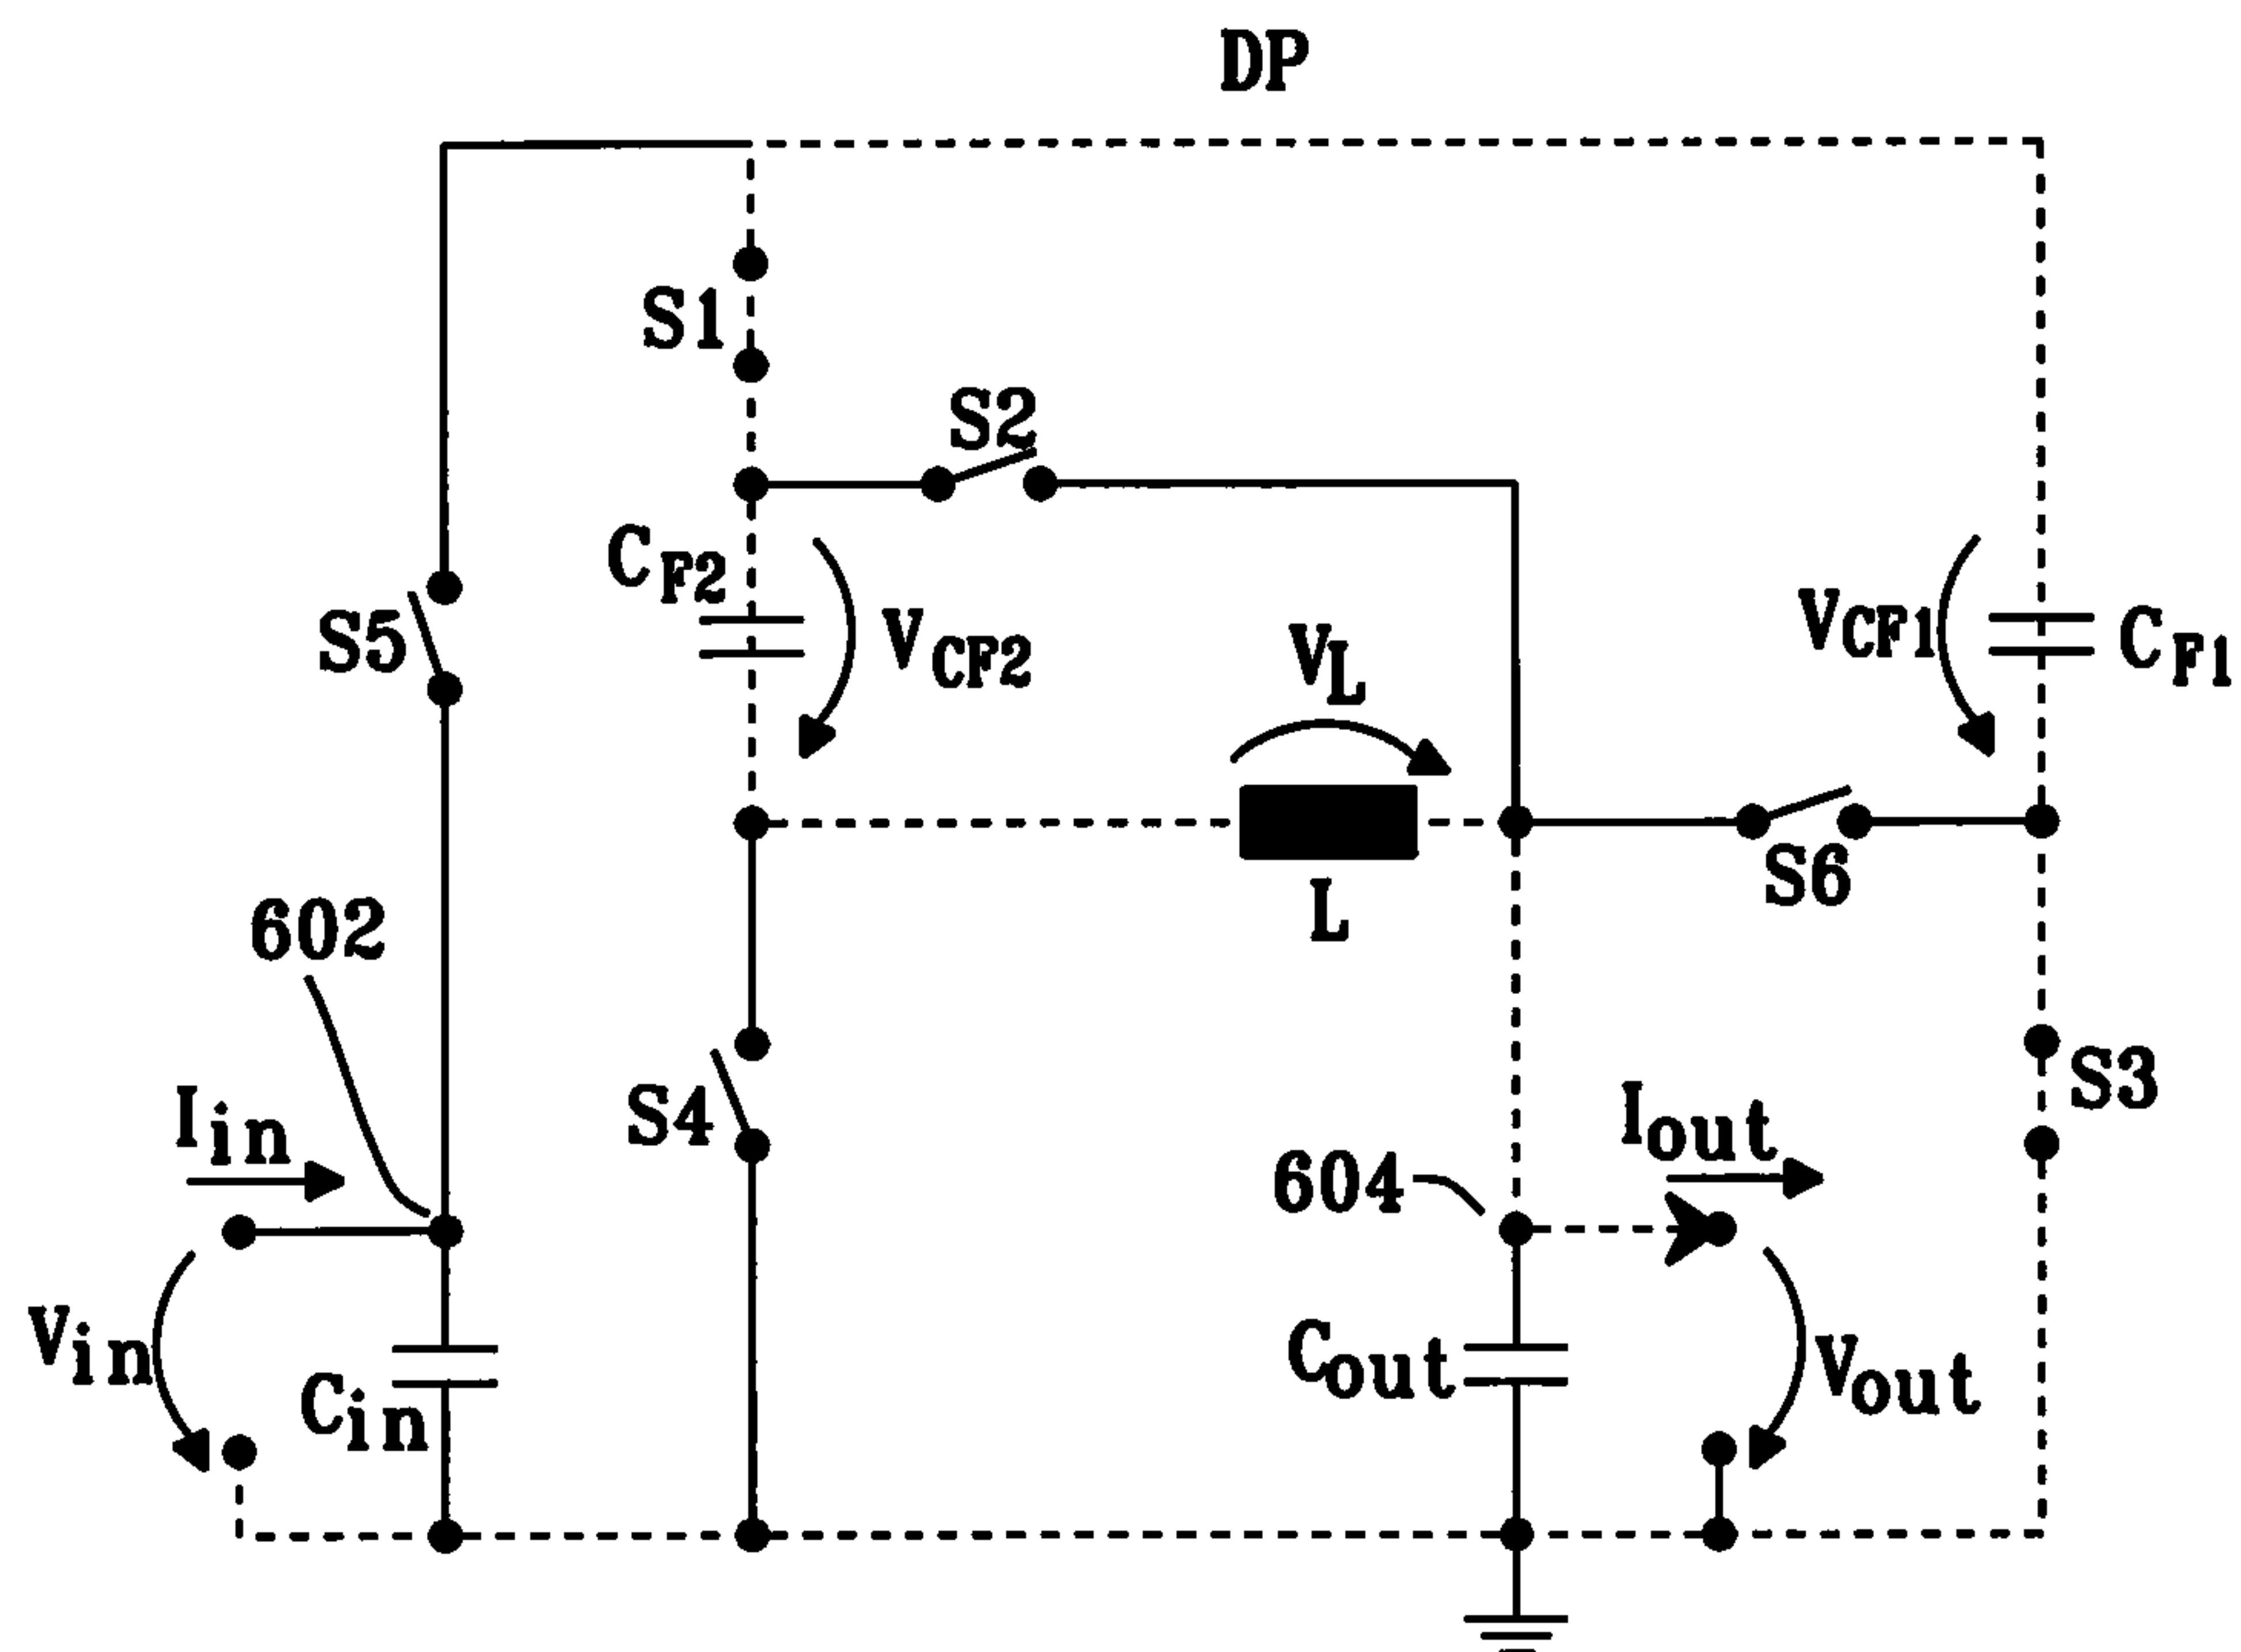 DP
S1
S2
CF2
VCF2
S5
VL
VCF1
CF1
L
S6
602
Iin
S4
S3
Iout
604
Vin
Cin
Cout
Vout